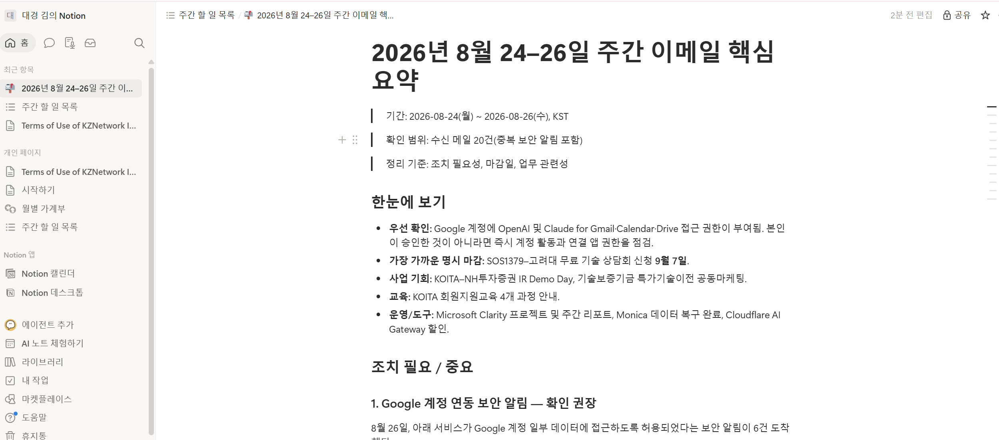 대 대경 김의 Notion
홈
최근 항목
2026년 8월 24–26일 주간 이...
주간 할 일 목록
Terms of Use of KZNetwork I...
개인 페이지
Terms of Use of KZNetwork I...
시작하기
월별 가계부
주간 할 일 목록
Notion 앱
26 Notion 캘린더
Notion 데스크톱
에이전트 추가
AI 노트 체험하기
라이브러리
내 작업
마켓플레이스
도움말
휴지통
주간 할 일 목록 / 2026년 8월 24–26일 주간 이메일 핵...
2분 전 편집 공유
2026년 8월 24–26일 주간 이메일 핵심
요약
기간: 2026-08-24(월) ~ 2026-08-26(수), KST
확인 범위: 수신 메일 20건(중복 보안 알림 포함)
정리 기준: 조치 필요성, 마감일, 업무 관련성
한눈에 보기
• 우선 확인: Google 계정에 OpenAI 및 Claude for Gmail·Calendar·Drive 접근 권한이 부여됨. 본인
이 승인한 것이 아니라면 즉시 계정 활동과 연결 앱 권한을 점검.
• 가장 가까운 명시 마감: SOS1379–고려대 무료 기술 상담회 신청 9월 7일.
• 사업 기회: KOITA–NH투자증권 IR Demo Day, 기술보증기금 특가기술이전 공동마케팅.
• 교육: KOITA 회원지원교육 4개 과정 안내.
• 운영/도구: Microsoft Clarity 프로젝트 및 주간 리포트, Monica 데이터 복구 완료, Cloudflare AI
Gateway 할인.
조치 필요 / 중요
1. Google 계정 연동 보안 알림 — 확인 권장
8월 26일, 아래 서비스가 Google 계정 일부 데이터에 접근하도록 허용되었다는 보안 알림이 6건 도착